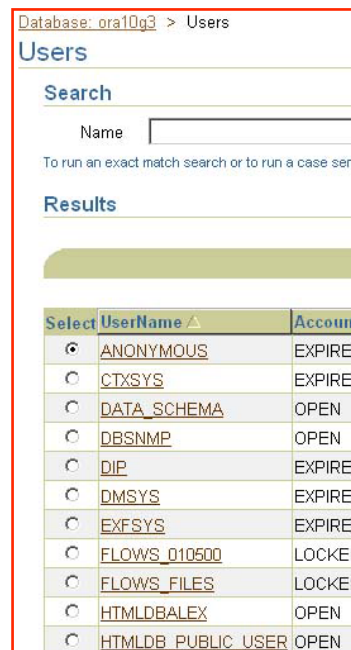 Database: ora10g3 > Users
Users
Search
Name
To run an exact match search or to run a case ser
Results
Select UserName Accoun
ANONYMOUS EXPIRE
CTXSYS EXPIRE
DATA_SCHEMA OPEN
DBSNMP OPEN
DIP EXPIRE
DMSYS EXPIRE
EXFSYS EXPIRE
FLOWS_010500 LOCKE
FLOWS_FILES LOCKE
HTMLDBALEX OPEN
HTMLDB_PUBLIC_USER OPEN